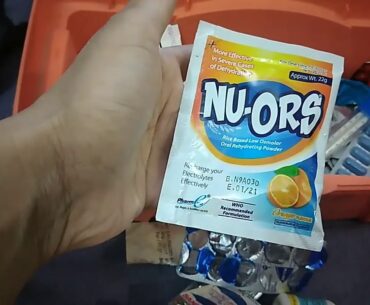 More Effective
in Severe Cases
of Dehydration
Approx Wt. 22g
NU-ORS
Rice Based-Low Osmolar
Oral Rehydrating Powder
Recharge your
Electrolytes
Effectively
B.N9A030
E.01/21
WHO
Recommended
Formulation